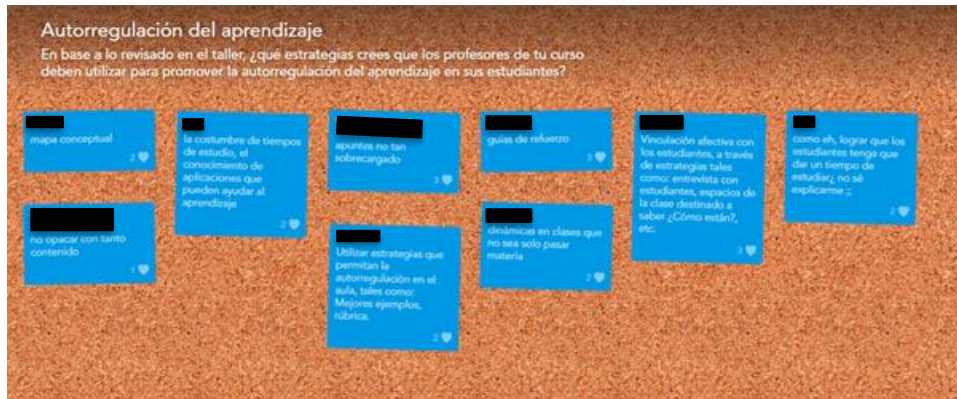 Autorregulación del aprendizaje
En base a lo revisado en el taller, ¿qué estrategias crees que los profesores de tu curso
deben utilizar para promover la autorregulación del aprendizaje en sus estudiantes?
mapa conceptual
2
no opacar con tanto
contenido
1
la costumbre de tiempos
de estudio, el
conocimiento de
aplicaciones que
pueden ayudar al
aprendizaje
2
apuntes no tan
sobrecargado
3
Utilizar estrategias que
permitan la
autorregulación en el
aula, tales como:
Mejores ejemplos,
rúbrica.
2
guías de refuerzo
3
dinámicas en clases que
no sea solo pasar
materia
2
Vinculación afectiva con
los estudiantes, a través
de estrategias tales
como: entrevista con
estudiantes, espacios de
la clase destinado a
saber ¿Cómo están?,
etc.
3
como eh, lograr que los
estudiantes tenga que
dar un tiempo de
estudiar¿ no sé
explicarme ;;
2